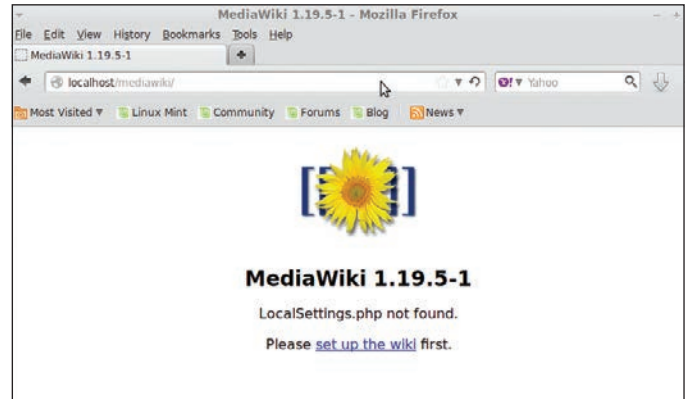 MediaWiki 1.19.5-1 - Mozilla Firefox
File Edit View History Bookmarks Tools Help
MediaWiki 1.19.5-1
localhost/mediawiki/
Yahoo
Most Visited Linux Mint Community Forums Blog News
MediaWiki 1.19.5-1
LocalSettings.php not found.
Please set up the wiki first.